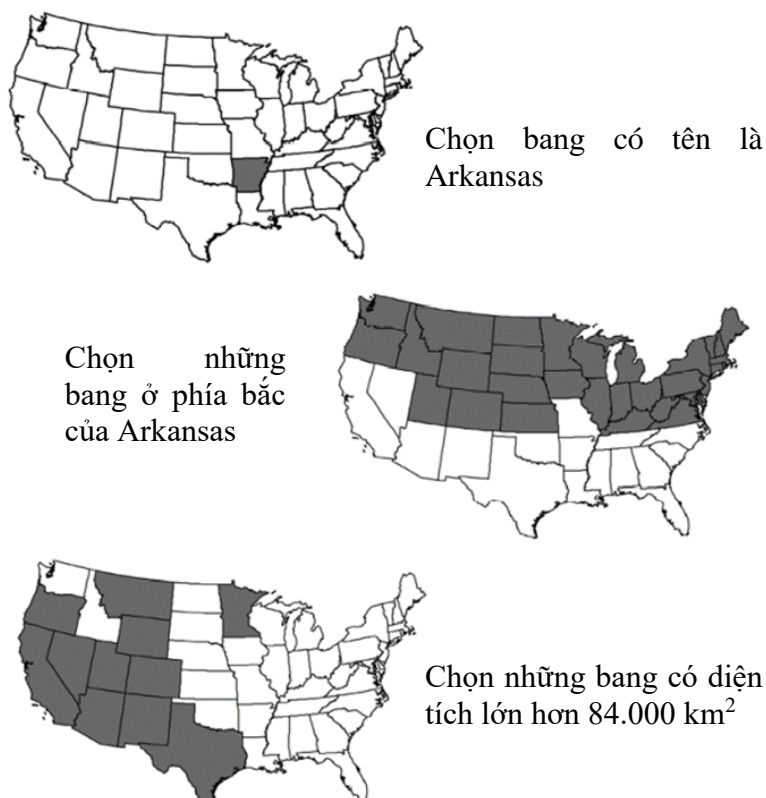 Chọn bang có tên là
Arkansas
Chọn những
bang ở phía bắc
của Arkansas
Chọn những bang có diện
tích lớn hơn 84.000 km²